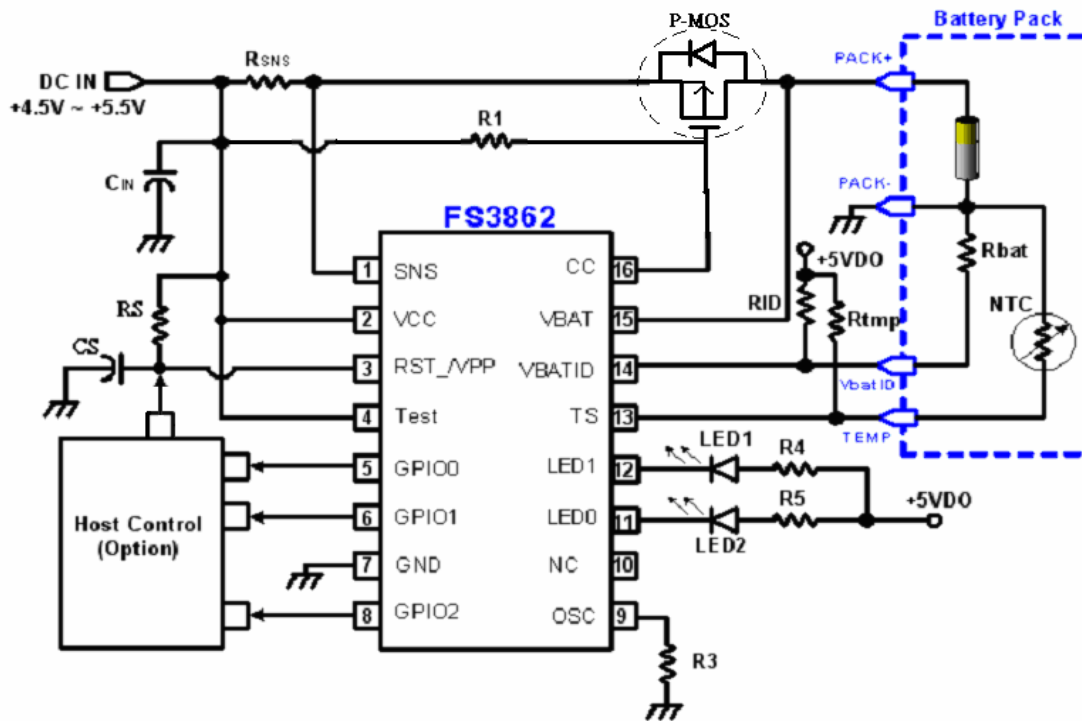 Battery Pack
P-MOS
PACK+
RSNS
DC IN
+4.5V ~ +5.5V
R1
CIN
PACK-
FS3862
+5VDO
Rbat
1 SNS
CC 16
RS
RID
Rtmp
NTC
2 VCC
VBAT 15
CS
3 RST_/VPP
VBATID 14
VbatID
4 Test
TS 13
TEMP
LED1
R4
5 GPIO0
LED1 12
R5
+5VDO
Host Control
(Option)
6 GPIO1
LED0 11
LED2
7 GND
NC 10
8 GPIO2
OSC 9
R3